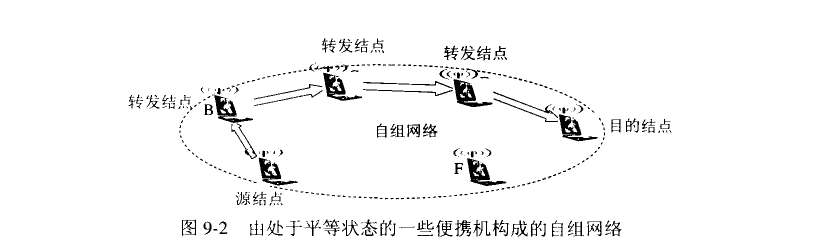 转发结点
转发结点
转发结点
B
自组网络
目的结点
F
源结点
图 9-2 由处于平等状态的一些便携机构成的自组网络